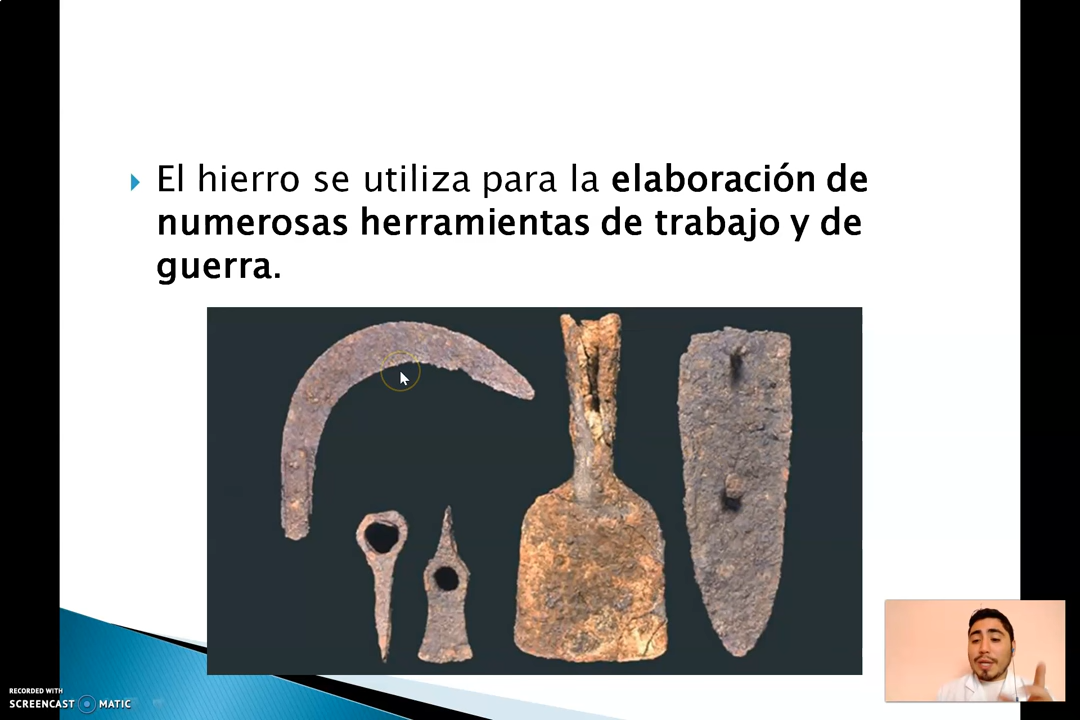 El hierro se utiliza para la elaboración de
numerosas herramientas de trabajo y de
guerra.
RECORDED WITH
SCREENCAST MATIC